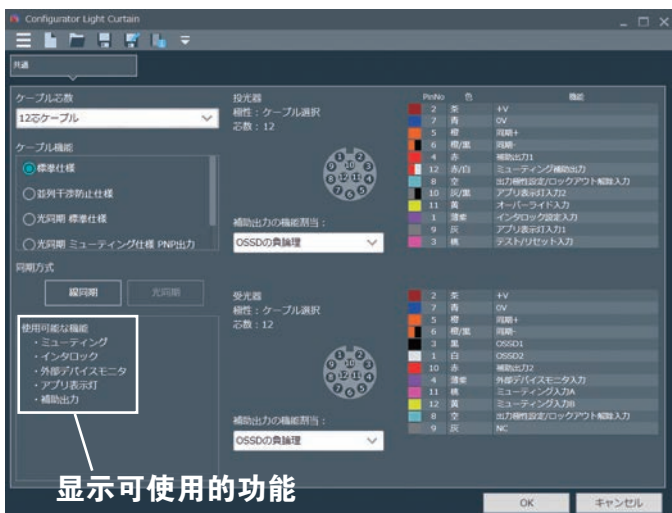 Configurator Light Curtain
共通
ケーブル芯数
12芯ケーブル
ケーブル機能
標準仕様
並列干渉防止仕様
光同期 標準仕様
光同期 ミューティング仕様 PNP出力
同期方式
線同期
光同期
使用可能な機能
・ミューティング
・インタロック
・外部デバイスモニタ
・アプリ表示灯
・補助出力
显示可使用的功能
投光器
極性：ケーブル選択
芯数：12
補助出力の機能割当：
OSSDの負論理
PinNo 色 機能
2 茶 +V
7 青 0V
5 橙 同期+
6 橙/黒 同期-
4 赤 補助出力1
12 赤/白 ミューティング補助出力
8 空 出力極性設定/ロックアウト解除入力
10 灰/黒 アプリ表示灯入力2
11 黄 オーバーライド入力
1 薄紫 インタロック設定入力
9 灰 アプリ表示灯入力1
3 桃 テスト/リセット入力
受光器
極性：ケーブル選択
芯数：12
補助出力の機能割当：
OSSDの負論理
2 茶 +V
7 青 0V
5 橙 同期+
6 橙/黒 同期-
3 黒 OSSD1
1 白 OSSD2
10 赤 補助出力2
4 薄紫 外部デバイスモニタ入力
11 桃 ミューティング入力A
12 黄 ミューティング入力B
8 空 出力極性設定/ロックアウト解除入力
9 灰 NC
OK
キャンセル